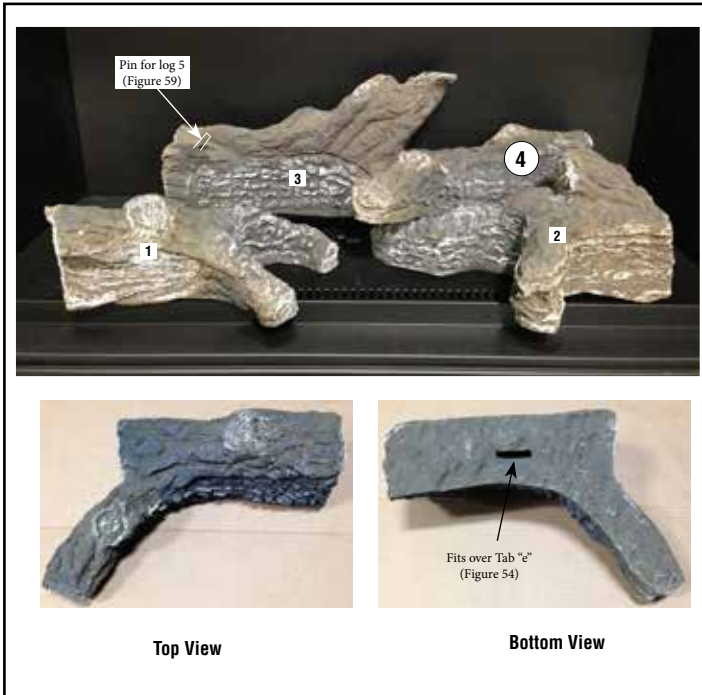 Pin for log 5
(Figure 59)
4
3
2
1
Fits over Tab “e”
(Figure 54)
Top View
Bottom View